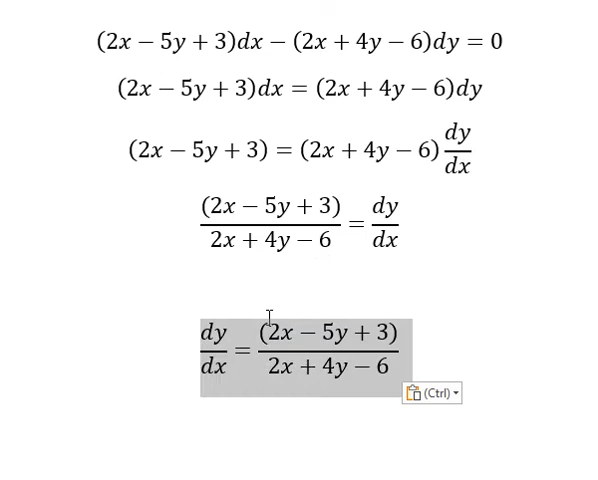 (2x − 5y + 3)dx − (2x + 4y − 6)dy = 0
(2x − 5y + 3)dx = (2x + 4y − 6)dy
(2x − 5y + 3) = (2x + 4y − 6) dy/dx
(2x − 5y + 3)/2x + 4y − 6 = dy/dx
dy/dx = (2x − 5y + 3)/2x + 4y − 6
(Ctrl)